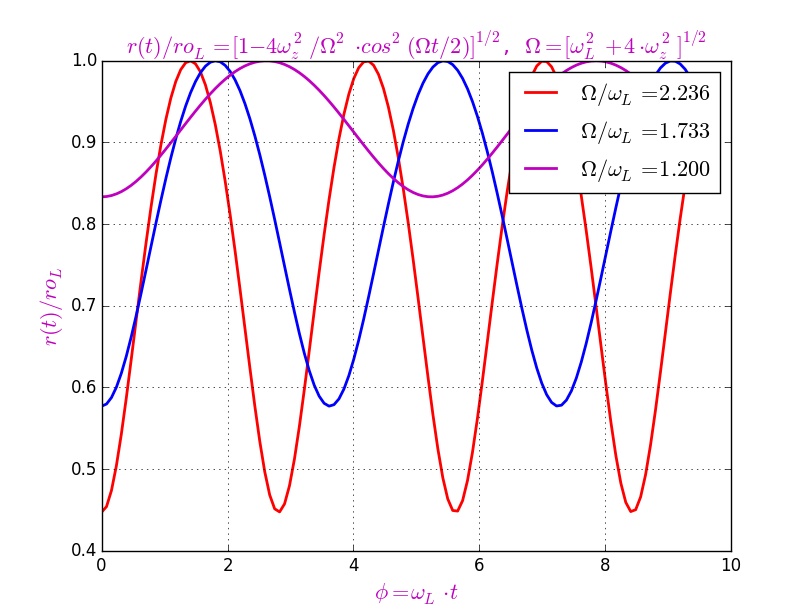 r(t)/ro_L = [1−4ω_z^2/Ω^2 ·cos^2(Ωt/2)]^{1/2}, Ω=[ω_L^2+4·ω_z^2]^{1/2}
1.0
0.9
0.8
0.7
0.6
0.5
0.4
r(t)/ro_L
Ω/ω_L =2.236
Ω/ω_L =1.733
Ω/ω_L =1.200
0 2 4 6 8 10
ϕ=ω_L ·t